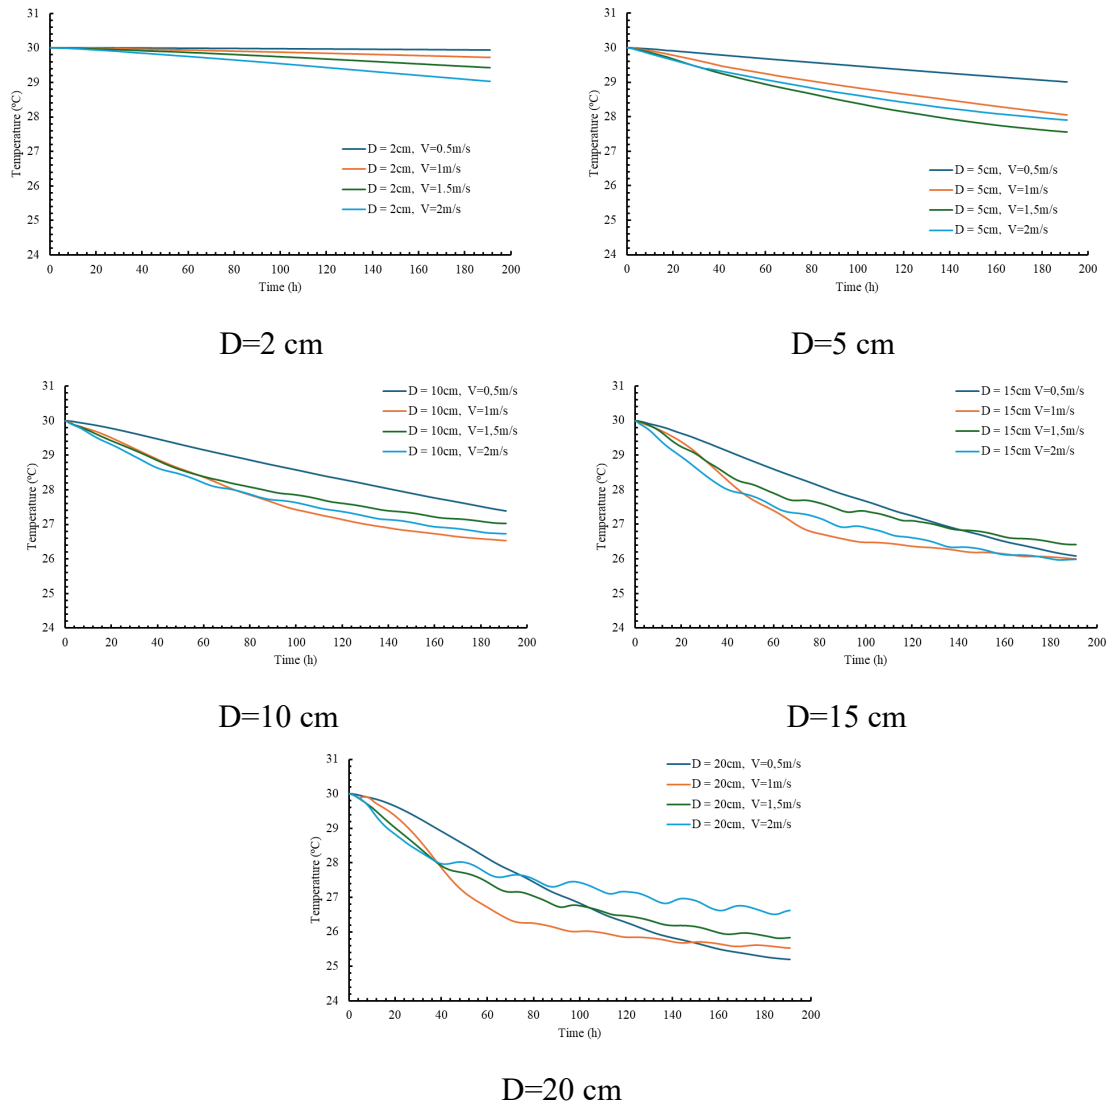 31
30
29
28
27
26
25
24
Temperature (ºC)
D = 2cm, V=0.5m/s
D = 2cm, V=1m/s
D = 2cm, V=1.5m/s
D = 2cm, V=2m/s
0 20 40 60 80 100 120 140 160 180 200
Time (h)
D=2 cm
31
30
29
28
27
26
25
24
Temperature (ºC)
D = 5cm, V=0,5m/s
D = 5cm, V=1m/s
D = 5cm, V=1,5m/s
D = 5cm, V=2m/s
0 20 40 60 80 100 120 140 160 180 200
Time (h)
D=5 cm
31
30
29
28
27
26
25
24
Temperature (ºC)
D = 10cm, V=0,5m/s
D = 10cm, V=1m/s
D = 10cm, V=1,5m/s
D = 10cm, V=2m/s
0 20 40 60 80 100 120 140 160 180 200
Time (h)
D=10 cm
31
30
29
28
27
26
25
24
Temperature (ºC)
D = 15cm V=0,5m/s
D = 15cm V=1m/s
D = 15cm V=1,5m/s
D = 15cm V=2m/s
0 20 40 60 80 100 120 140 160 180 200
Time (h)
D=15 cm
31
30
29
28
27
26
25
24
Temperature (ºC)
D = 20cm, V=0,5m/s
D = 20cm, V=1m/s
D = 20cm, V=1,5m/s
D = 20cm, V=2m/s
0 20 40 60 80 100 120 140 160 180 200
Time (h)
D=20 cm